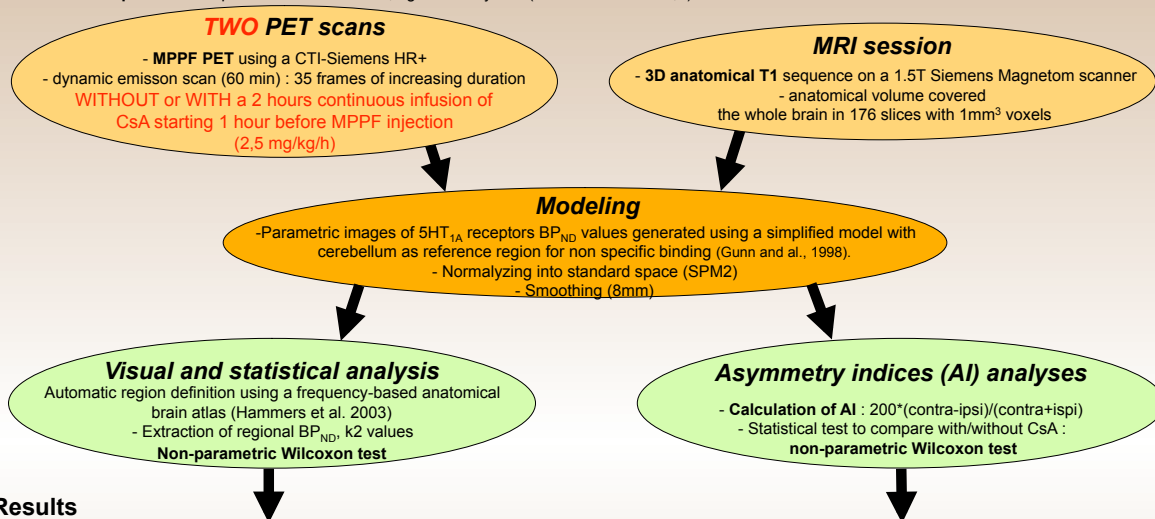 TWO PET scans
- MPPF PET using a CTI-Siemens HR+
- dynamic emisson scan (60 min) : 35 frames of increasing duration
WITHOUT or WITH a 2 hours continuous infusion of
CsA starting 1 hour before MPPF injection
(2,5 mg/kg/h)
MRI session
- 3D anatomical T1 sequence on a 1.5T Siemens Magnetom scanner
- anatomical volume covered
the whole brain in 176 slices with 1mm³ voxels
Modeling
-Parametric images of 5HT1A receptors BPND values generated using a simplified model with
cerebellum as reference region for non specific binding (Gunn and al., 1998).
- Normalyzing into standard space (SPM2)
- Smoothing (8mm)
Visual and statistical analysis
Automatic region definition using a frequency-based anatomical
brain atlas (Hammers et al. 2003)
- Extraction of regional BPND, k2 values
Non-parametric Wilcoxon test
Asymmetry indices (AI) analyses
- Calculation of AI : 200*(contra-ipsi)/(contra+ispi)
- Statistical test to compare with/without CsA :
non-parametric Wilcoxon test
Results